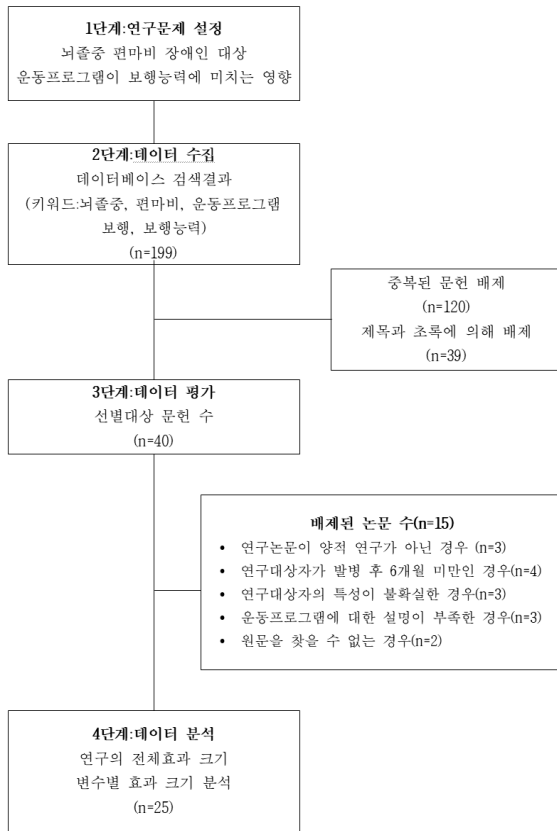 1단계:연구문제 설정
뇌졸중 편마비 장애인 대상
운동프로그램이 보행능력에 미치는 영향
2단계:데이터 수집
데이터베이스 검색결과
(키워드:뇌졸중, 편마비, 운동프로그램
보행, 보행능력)
(n=199)
중복된 문헌 배제
(n=120)
제목과 초록에 의해 배제
(n=39)
3단계:데이터 평가
선별대상 문헌 수
(n=40)
배제된 논문 수(n=15)
• 연구논문이 양적 연구가 아닌 경우 (n=3)
• 연구대상자가 발병 후 6개월 미만인 경우(n=4)
• 연구대상자의 특성이 불확실한 경우(n=3)
• 운동프로그램에 대한 설명이 부족한 경우(n=3)
• 원문을 찾을 수 없는 경우(n=2)
4단계:데이터 분석
연구의 전체효과 크기
변수별 효과 크기 분석
(n=25)